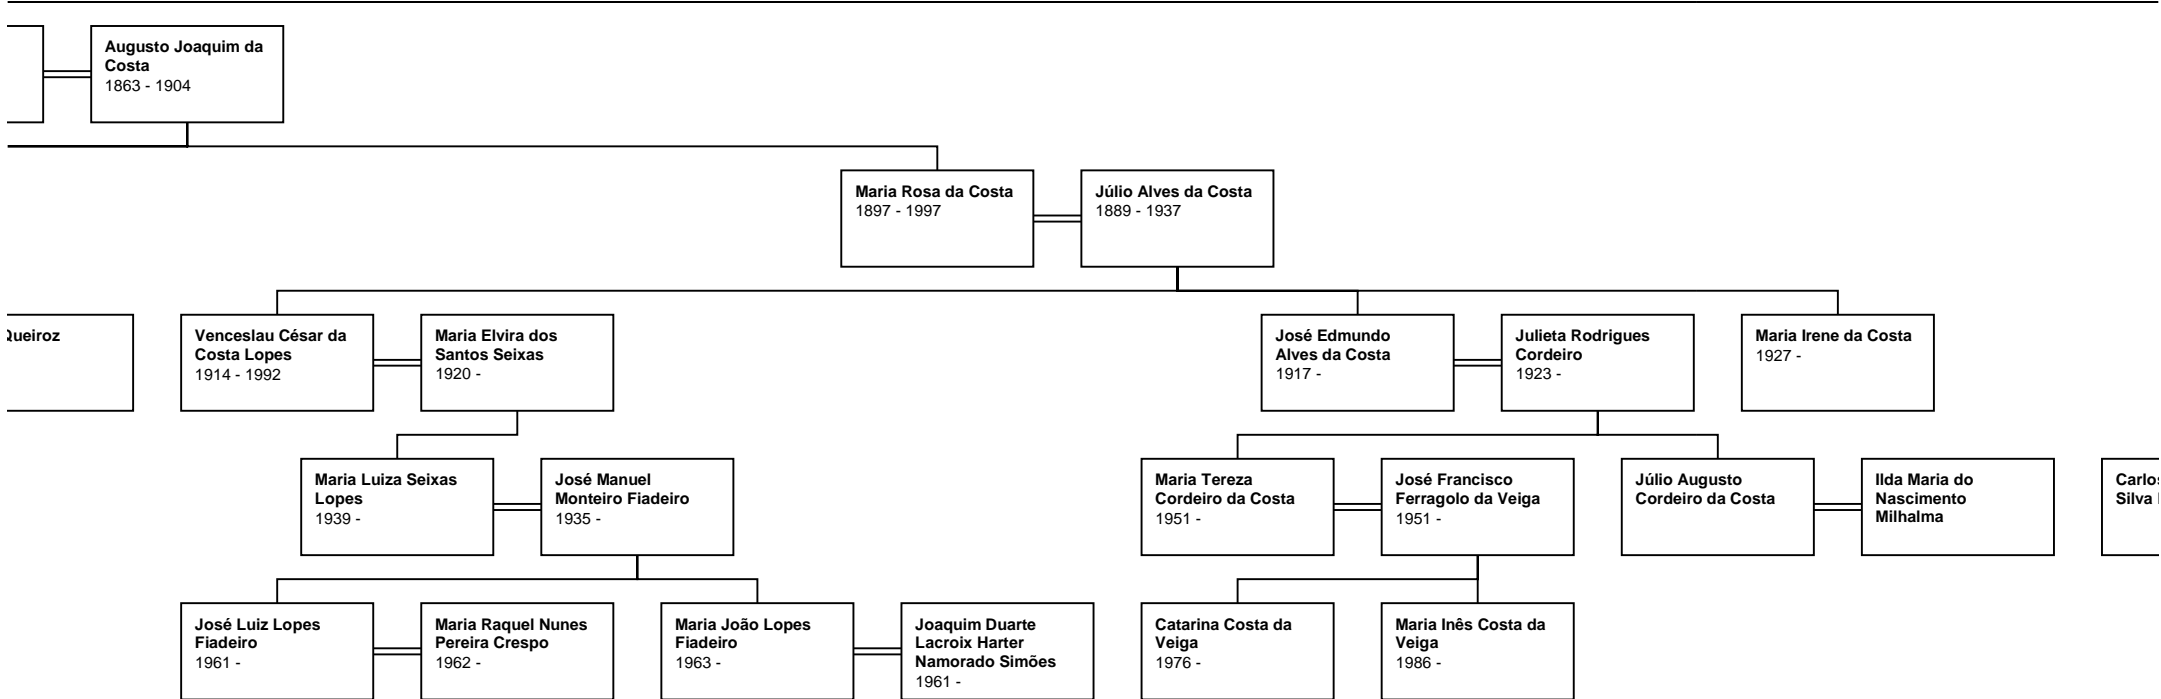 Augusto Joaquim da
Costa
1863 - 1904
Maria Rosa da Costa
1897 - 1997
Júlio Alves da Costa
1889 - 1937
Queiroz
Venceslau César da
Costa Lopes
1914 - 1992
Maria Elvira dos
Santos Seixas
1920 -
José Edmundo
Alves da Costa
1917 -
Julieta Rodrigues
Cordeiro
1923 -
Maria Irene da Costa
1927 -
Maria Luiza Seixas
Lopes
1939 -
José Manuel
Monteiro Fiadeiro
1935 -
Maria Tereza
Cordeiro da Costa
1951 -
José Francisco
Ferragolo da Veiga
1951 -
Júlio Augusto
Cordeiro da Costa
Ilda Maria do
Nascimento
Milhalma
Carlos
Silva
José Luiz Lopes
Fiadeiro
1961 -
Maria Raquel Nunes
Pereira Crespo
1962 -
Maria João Lopes
Fiadeiro
1963 -
Joaquim Duarte
Lacroix Harter
Namorado Simões
1961 -
Catarina Costa da
Veiga
1976 -
Maria Inês Costa da
Veiga
1986 -